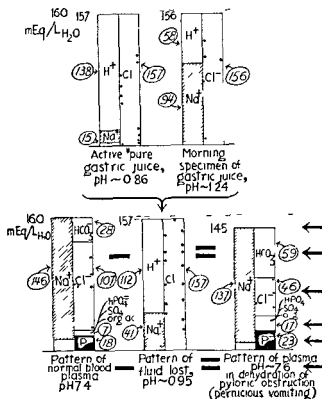 160 157 156
mEq/L H₂O
58
H⁺
138 H⁺ Cl⁻ 157 Cl⁻ 156
Na⁺
94
15 Na⁺
Active "pure" gastric juice, pH~0.86
Morning specimen of gastric juice, pH~1.24
160 157 145
mEq/L H₂O
HCO₃ 28
HCO₃ 59
H⁺
146 Na⁺ Cl⁻ 107 112 Cl 157
137 Na⁺ Cl⁻ 46
HPO₄
SO₄
org ac
HPO₄
SO₄
7 41 Na⁺ 17
P⁻ 18 P⁻ 23
Pattern of normal blood plasma pH 7.4
Pattern of fluid lost, pH~0.95
Pattern of plasma pH~7.6 in dehydration of pyloric obstruction (pernicious vomiting)